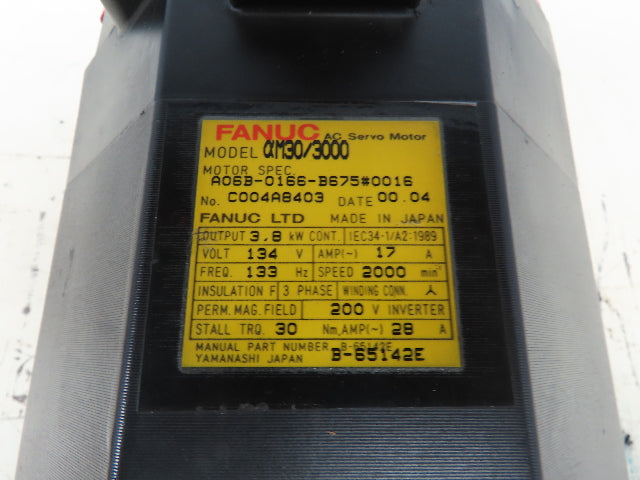 FANUC AC Servo Motor
MODEL αM30/3000
MOTOR SPEC.
A06B-0166-B675#0016
No. C004A8403 DATE 00.04
FANUC LTD MADE IN JAPAN
OUTPUT 3.8 kW CONT. IEC34-1/A2:1989
VOLT 134 V AMP(~) 17 A
FREQ. 133 Hz SPEED 2000 min⁻¹
INSULATION F 3 PHASE WINDING CONN. ⅄
PERM. MAG. FIELD 200 V INVERTER
STALL TRQ. 30 Nm, AMP(~) 28 A
MANUAL PART NUMBER B-65142E
YAMANASHI JAPAN B-65142E